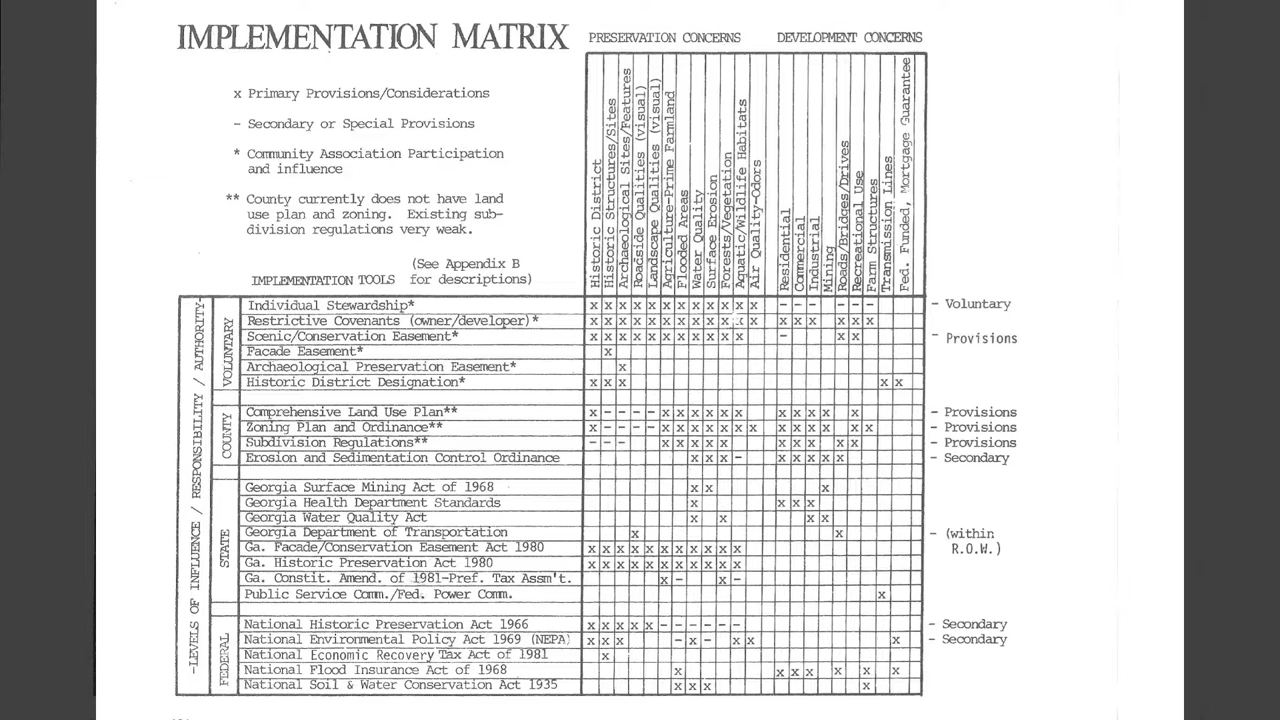 IMPLEMENTATION MATRIX
PRESERVATION CONCERNS
DEVELOPMENT CONCERNS
x Primary Provisions/Considerations
- Secondary or Special Provisions
* Community Association Participation
and influence
** County currently does not have land
use plan and zoning. Existing sub-
division regulations very weak.
(See Appendix B
IMPLEMENTATION TOOLS for descriptions)
Historic District
Historic Structures/Sites
Archaeological Sites/Features
Roadside Qualities (visual)
Landscape Qualities (visual)
Agriculture-Prime Farmland
Flooded Areas
Water Quality
Surface Erosion
Forests/Vegetation
Aquatic/Wildlife Habitats
Air Quality-Odors
Residential
Commercial
Industrial
Mining
Roads/Bridges/Drives
Recreational Use
Farm Structures
Transmission Lines
Fed. Funded, Mortgage Guarantee
-LEVELS OF INFLUENCE / RESPONSIBILITY / AUTHORITY-
VOLUNTARY
Individual Stewardship* x x x x x x x x x x x x - - - - - - - Voluntary
Restrictive Covenants (owner/developer)* x x x x x x x x x x x x x x x x x x
Scenic/Conservation Easement* x x x x x x x x x x x - x x - Provisions
Facade Easement* x
Archaeological Preservation Easement* x
Historic District Designation* x x x x x
COUNTY
Comprehensive Land Use Plan** x - - - - x x x x x x x x x x x - Provisions
Zoning Plan and Ordinance** x - - - - x x x x x x x x x x x x x - Provisions
Subdivision Regulations** - - - x x x x x x x x x x - Provisions
Erosion and Sedimentation Control Ordinance x x x - x x x x x - Secondary
STATE
Georgia Surface Mining Act of 1968 x x x
Georgia Health Department Standards x x x x
Georgia Water Quality Act x x x x
Georgia Department of Transportation x x - (within
R.O.W.)
Ga. Facade/Conservation Easement Act 1980 x x x x x x x x x x x
Ga. Historic Preservation Act 1980 x x x x x x x x x x x
Ga. Constit. Amend. of 1981-Pref. Tax Assm't. x - x -
Public Service Comm./Fed. Power Comm. x
FEDERAL
National Historic Preservation Act 1966 x x x x x - - - - - - - Secondary
National Environmental Policy Act 1969 (NEPA) x x x - x - x x x - Secondary
National Economic Recovery Tax Act of 1981 x
National Flood Insurance Act of 1968 x x x x x x x
National Soil & Water Conservation Act 1935 x x x x